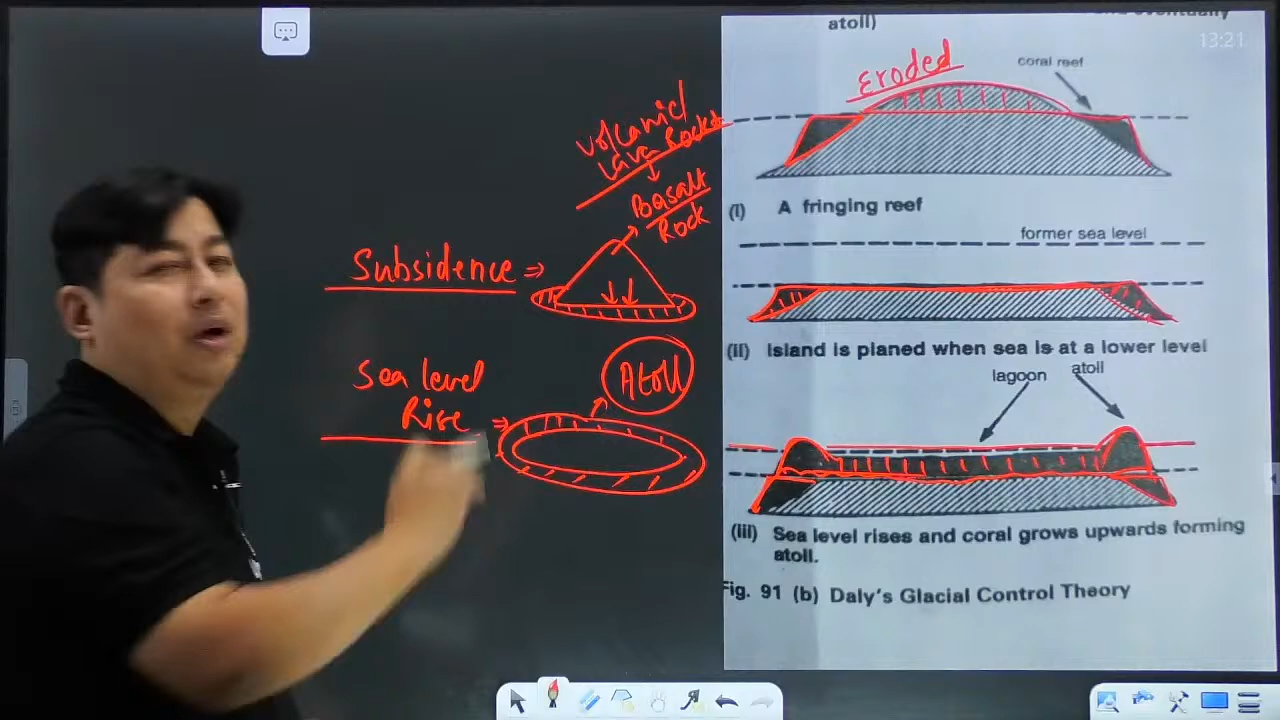 and eventually
atoll)
13:21
Eroded
coral reef
Volcanic/
Lava Rocks
Basalt
Rock
(I) A fringing reef
former sea level
Subsidence ⇒
(ii) Island is planed when sea is at a lower level
lagoon
atoll
Sea level
Rise ⇒
Atoll
(iii) Sea level rises and coral grows upwards forming
atoll.
Fig. 91 (b) Daly's Glacial Control Theory